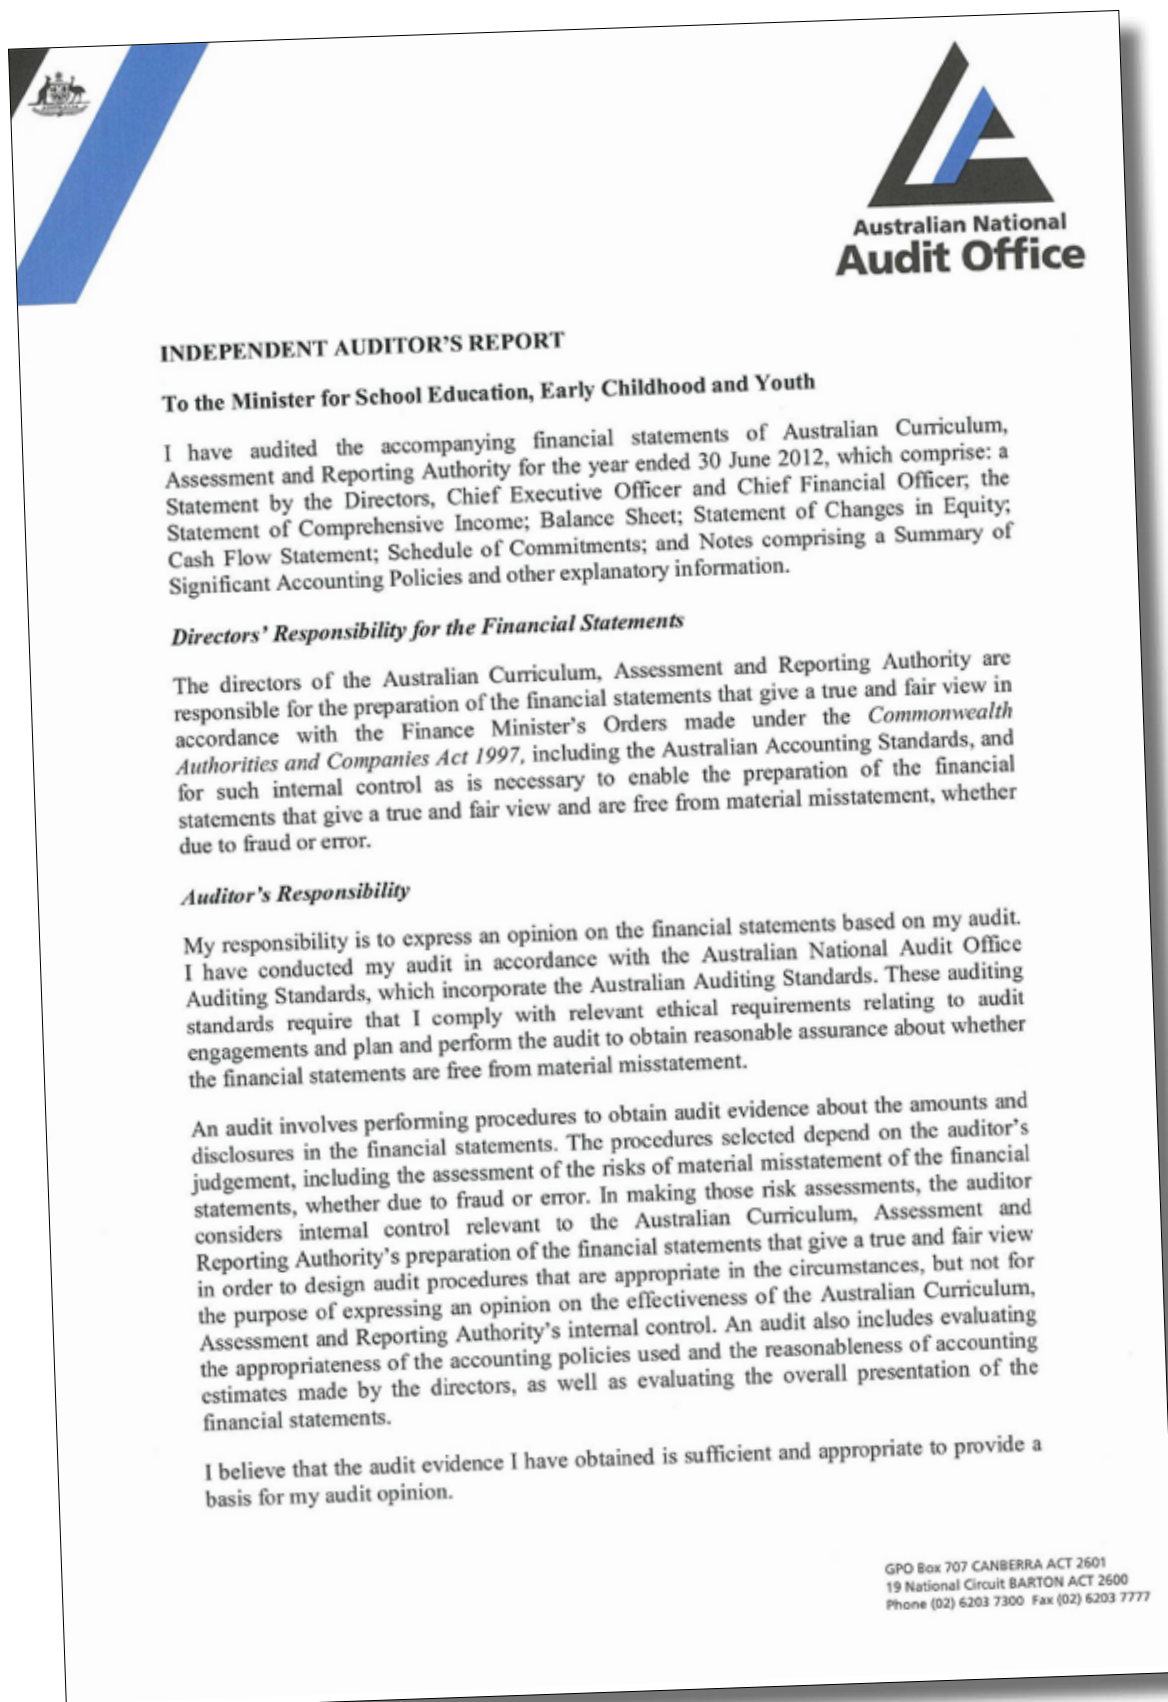 Australian National
Audit Office
INDEPENDENT AUDITOR'S REPORT
To the Minister for School Education, Early Childhood and Youth
I have audited the accompanying financial statements of Australian Curriculum,
Assessment and Reporting Authority for the year ended 30 June 2012, which comprise: a
Statement by the Directors, Chief Executive Officer and Chief Financial Officer; the
Statement of Comprehensive Income; Balance Sheet; Statement of Changes in Equity;
Cash Flow Statement; Schedule of Commitments; and Notes comprising a Summary of
Significant Accounting Policies and other explanatory information.
Directors' Responsibility for the Financial Statements
The directors of the Australian Curriculum, Assessment and Reporting Authority are
responsible for the preparation of the financial statements that give a true and fair view in
accordance with the Finance Minister's Orders made under the Commonwealth
Authorities and Companies Act 1997, including the Australian Accounting Standards, and
for such internal control as is necessary to enable the preparation of the financial
statements that give a true and fair view and are free from material misstatement, whether
due to fraud or error.
Auditor's Responsibility
My responsibility is to express an opinion on the financial statements based on my audit.
I have conducted my audit in accordance with the Australian National Audit Office
Auditing Standards, which incorporate the Australian Auditing Standards. These auditing
standards require that I comply with relevant ethical requirements relating to audit
engagements and plan and perform the audit to obtain reasonable assurance about whether
the financial statements are free from material misstatement.
An audit involves performing procedures to obtain audit evidence about the amounts and
disclosures in the financial statements. The procedures selected depend on the auditor's
judgement, including the assessment of the risks of material misstatement of the financial
statements, whether due to fraud or error. In making those risk assessments, the auditor
considers internal control relevant to the Australian Curriculum, Assessment and
Reporting Authority's preparation of the financial statements that give a true and fair view
in order to design audit procedures that are appropriate in the circumstances, but not for
the purpose of expressing an opinion on the effectiveness of the Australian Curriculum,
Assessment and Reporting Authority's internal control. An audit also includes evaluating
the appropriateness of the accounting policies used and the reasonableness of accounting
estimates made by the directors, as well as evaluating the overall presentation of the
financial statements.
I believe that the audit evidence I have obtained is sufficient and appropriate to provide a
basis for my audit opinion.
GPO Box 707 CANBERRA ACT 2601
19 National Circuit BARTON ACT 2600
Phone (02) 6203 7300 Fax (02) 6203 7777